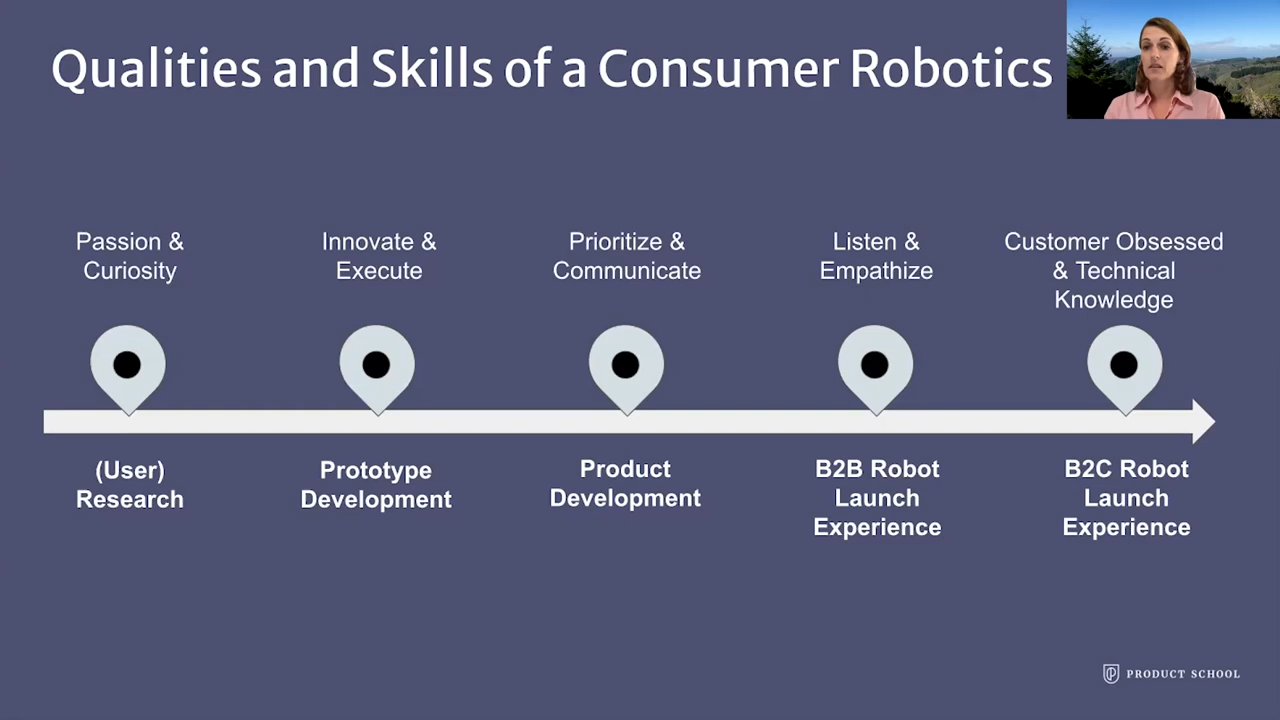 Qualities and Skills of a Consumer Robotics
Passion &
Curiosity
Innovate &
Execute
Prioritize &
Communicate
Listen &
Empathize
Customer Obsessed
& Technical
Knowledge
(User)
Research
Prototype
Development
Product
Development
B2B Robot
Launch
Experience
B2C Robot
Launch
Experience
PRODUCT SCHOOL